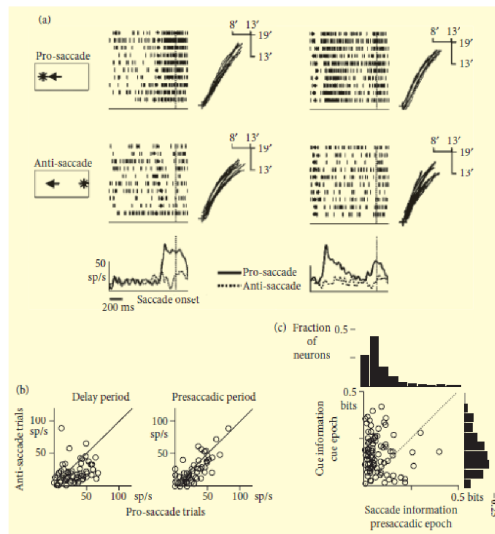 (a)
8' 13'
19'
13'
8' 13'
19'
13'
Pro-saccade
8' 13'
19'
13'
8' 13'
19'
13'
Anti-saccade
50
sp/s
Pro-saccade
Anti-saccade
Saccade onset
200 ms
(c)
Fraction
of
neurons
0.5
(b)
Delay period
Presaccadic period
Anti-saccade trials
100
sp/s
50
50
100
sp/s
100
sp/s
50
50
100
sp/s
Pro-saccade trials
0.5
bits
Cue information
cue epoch
0.5 bits
Saccade information
presaccadic epoch